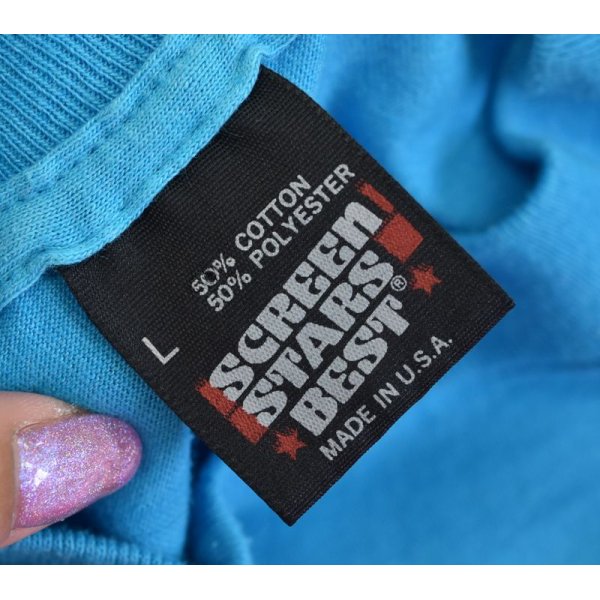 50% COTTON
50% POLYESTER
L
SCREEN
STARS
BEST®
MADE IN U.S.A.